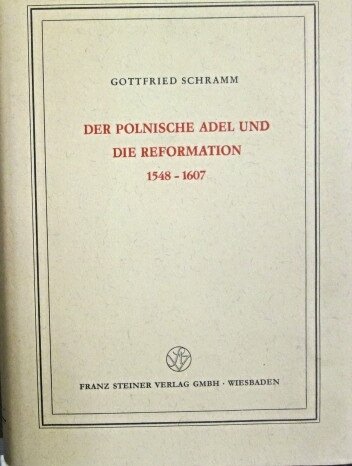 GOTTFRIED SCHRAMM
DER POLNISCHE ADEL UND
DIE REFORMATION
1548 - 1607
FRANZ STEINER VERLAG GMBH · WIESBADEN